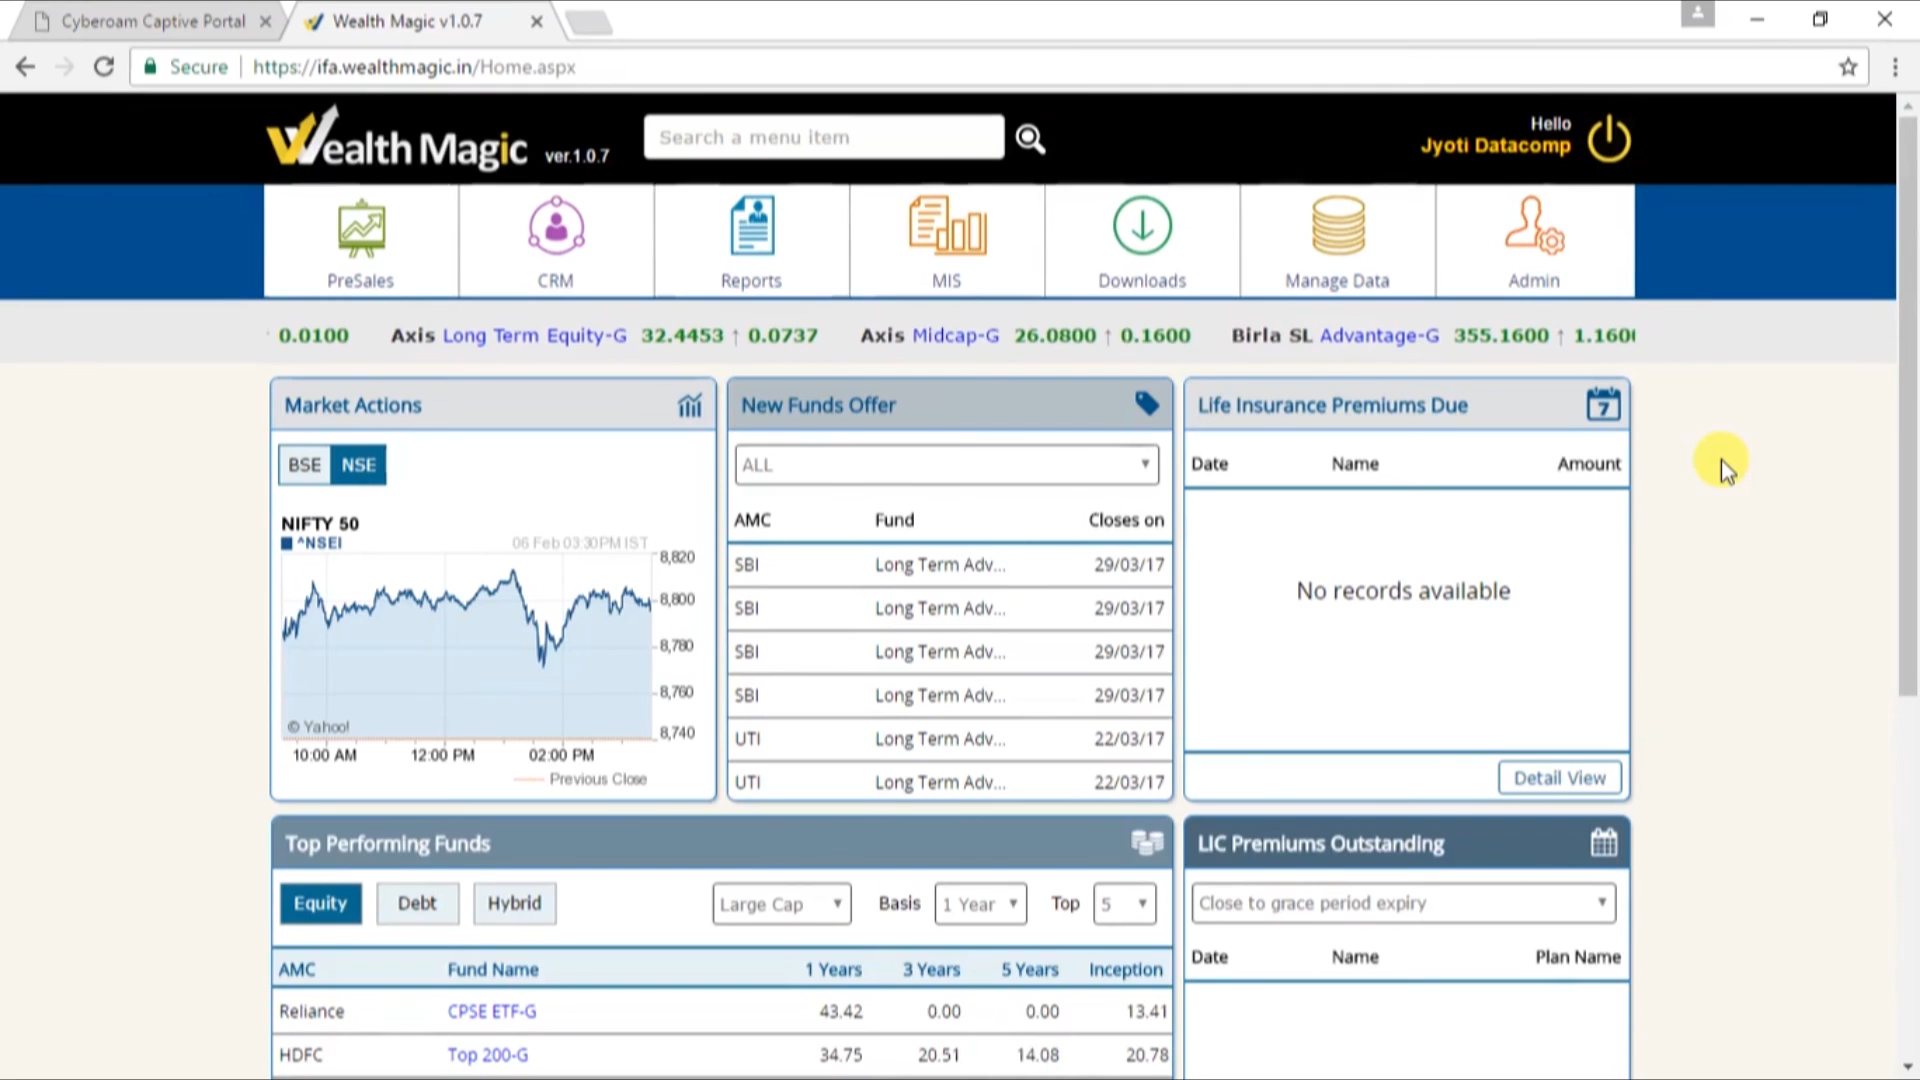 Cyberoam Captive Portal
Wealth Magic v1.0.7
Secure
https://ifa.wealthmagic.in/Home.aspx
Wealth Magic ver.1.0.7
Search a menu item
Hello
Jyoti Datacomp
PreSales
CRM
Reports
MIS
Downloads
Manage Data
Admin
0.0100 Axis Long Term Equity-G 32.4453 ↑ 0.0737 Axis Midcap-G 26.0800 ↑ 0.1600 Birla SL Advantage-G 355.1600 ↑ 1.160
Market Actions
BSE NSE
NIFTY 50
^NSEI
06 Feb 03:30PM IST
8,820
8,800
8,780
8,760
8,740
© Yahoo!
10:00 AM 12:00 PM 02:00 PM
Previous Close
New Funds Offer
ALL
AMC Fund Closes on
SBI Long Term Adv... 29/03/17
SBI Long Term Adv... 29/03/17
SBI Long Term Adv... 29/03/17
SBI Long Term Adv... 29/03/17
UTI Long Term Adv... 22/03/17
UTI Long Term Adv... 22/03/17
Life Insurance Premiums Due
7
Date Name Amount
No records available
Detail View
Top Performing Funds
Equity Debt Hybrid Large Cap Basis 1 Year Top 5
AMC Fund Name 1 Years 3 Years 5 Years Inception
Reliance CPSE ETF-G 43.42 0.00 0.00 13.41
HDFC Top 200-G 34.75 20.51 14.08 20.78
LIC Premiums Outstanding
Close to grace period expiry
Date Name Plan Name